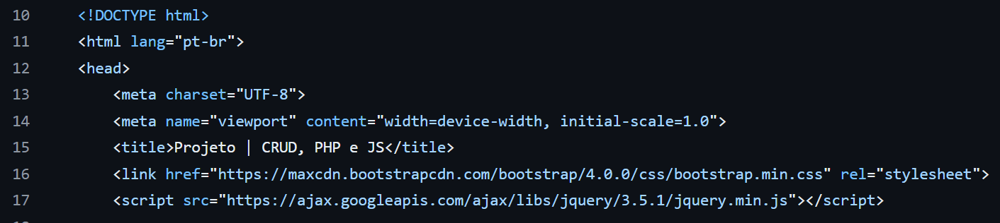 10 <!DOCTYPE html>
11 <html lang="pt-br">
12 <head>
13 <meta charset="UTF-8">
14 <meta name="viewport" content="width=device-width, initial-scale=1.0">
15 <title>Projeto | CRUD, PHP e JS</title>
16 <link href="https://maxcdn.bootstrapcdn.com/bootstrap/4.0.0/css/bootstrap.min.css" rel="stylesheet">
17 <script src="https://ajax.googleapis.com/ajax/libs/jquery/3.5.1/jquery.min.js"></script>